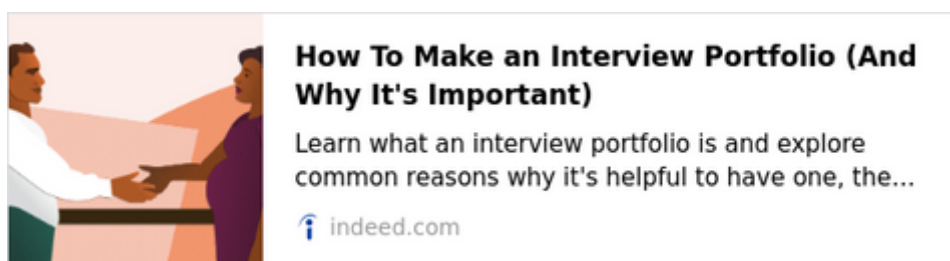 How To Make an Interview Portfolio (And
Why It's Important)
Learn what an interview portfolio is and explore
common reasons why it's helpful to have one, the...
indeed.com